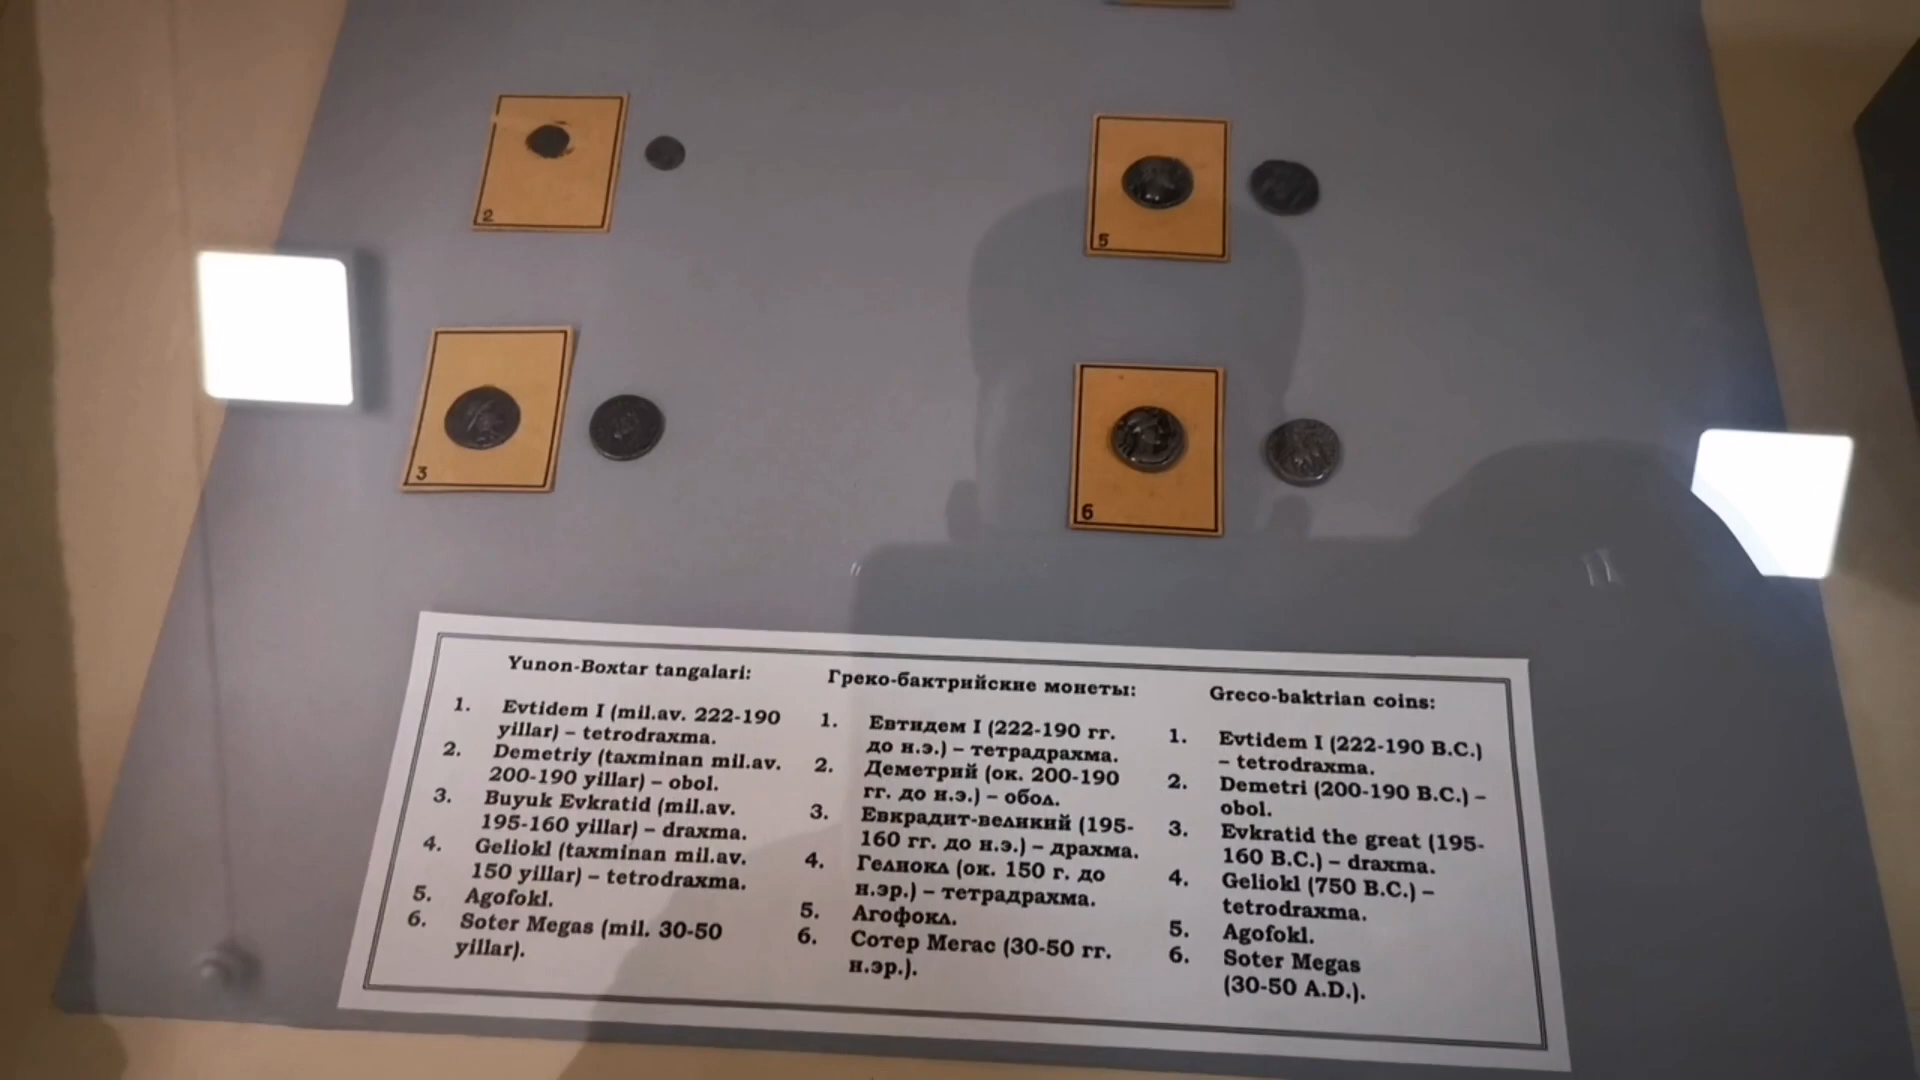 2
5
3
6
Yunon-Boxtar tangalari:
1. Evtidem I (mil.av. 222-190
yillar) – tetrodraxma.
2. Demetriy (taxminan mil.av.
200-190 yillar) – obol.
3. Buyuk Evkratid (mil.av.
195-160 yillar) – draxma.
4. Geliokl (taxminan mil.av.
150 yillar) – tetrodraxma.
5. Agofokl.
6. Soter Megas (mil. 30-50
yillar).
Греко-бактрийские монеты:
1. Евтидем I (222-190 гг.
до н.э.) – тетрадрахма.
2. Деметрий (ок. 200-190
гг. до н.э.) – обол.
3. Евкрадит-великий (195-
160 гг. до н.э.) – драхма.
4. Гелиокл (ок. 150 г. до
н.эр.) – тетрадрахма.
5. Агофокл.
6. Сотер Мегас (30-50 гг.
н.эр.).
Greco-baktrian coins:
1. Evtidem I (222-190 B.C.)
– tetrodraxma.
2. Demetri (200-190 B.C.) –
obol.
3. Evkratid the great (195-
160 B.C.) – draxma.
4. Geliokl (750 B.C.) –
tetrodraxma.
5. Agofokl.
6. Soter Megas
(30-50 A.D.).